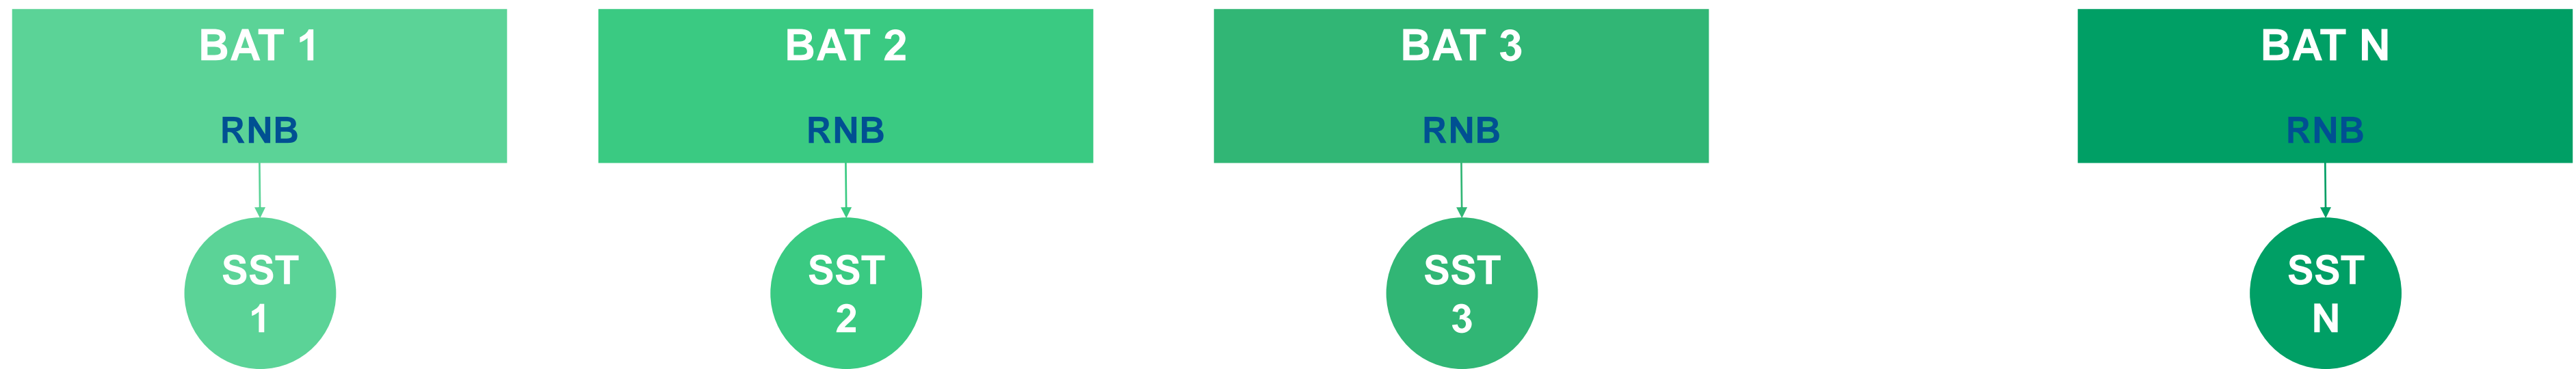 BAT 1
RNB
SST
1
BAT 2
RNB
SST
2
BAT 3
RNB
SST
3
BAT N
RNB
SST
N